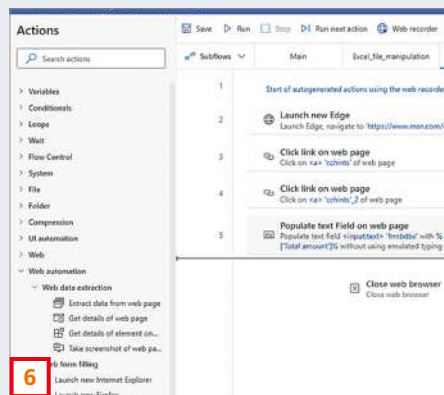 Actions
Save Run Stop Run next action Web recorder
Search actions
Subflows Main Excel_file_manipulation
Variables
Conditionals
Loops
Wait
Flow Control
System
File
Folder
Compression
UI automation
Web
Web automation
Web data extraction
Extract data from web page
Get details of web page
Get details of element on...
Take screenshot of web pa...
b form filling
Launch new Internet Explorer
6
1 Start of autogenerated actions using the web recorde
2 Launch new Edge
Launch Edge, navigate to 'https://www.msn.com/
3 Click link on web page
Click on <a> 'cchints' of web page
4 Click link on web page
Click on <a> 'cchints'_2 of web page
5 Populate text Field on web page
Populate text field <input:text> 'firrstxtbx' with %
['Total amount']% without using emulated typing
Close web browser
Close web browser